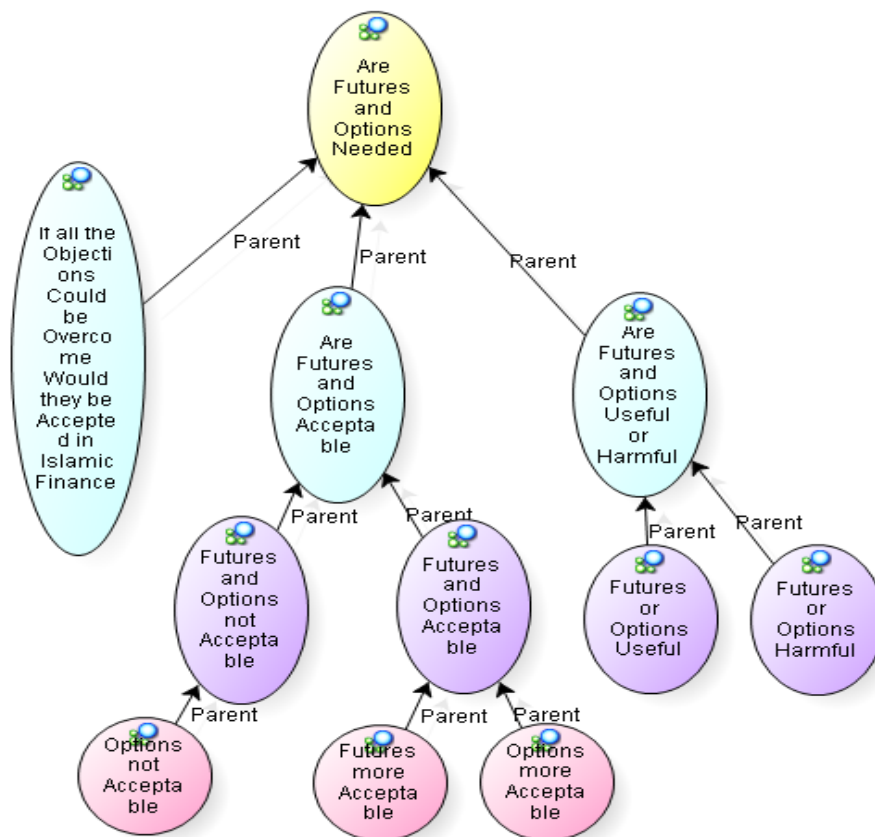 Are
Futures
and
Options
Needed
If all the
Objecti
ons
Could
be
Overco
me
Would
they be
Accepte
d in
Islamic
Finance
Parent
Parent
Parent
Are
Futures
and
Options
Accepta
ble
Are
Futures
and
Options
Useful
or
Harmful
Parent
Parent
Parent
Parent
Futures
and
Options
not
Accepta
ble
Futures
and
Options
Accepta
ble
Futures
or
Options
Useful
Futures
or
Options
Harmful
Parent
Parent
Parent
Options
not
Accepta
ble
Futures
more
Accepta
ble
Options
more
Accepta
ble